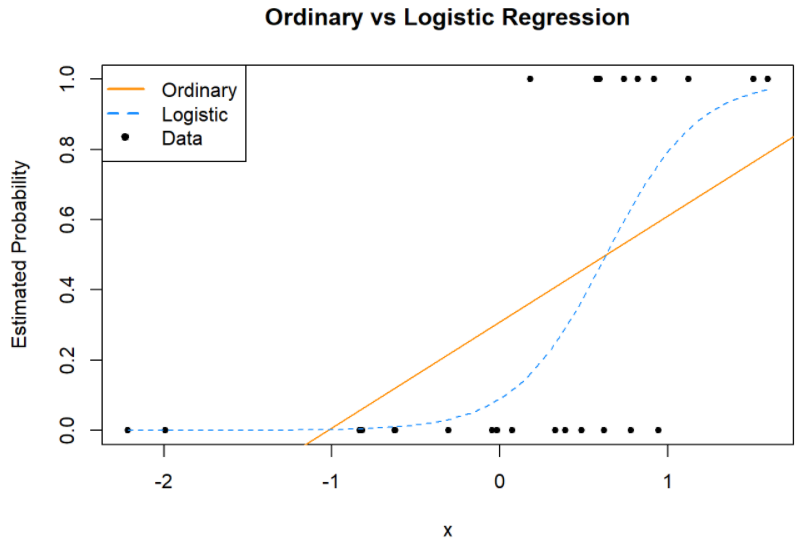 Ordinary vs Logistic Regression
Ordinary
Logistic
Data
Estimated Probability
1.0
0.8
0.6
0.4
0.2
0.0
-2
-1
0
1
x